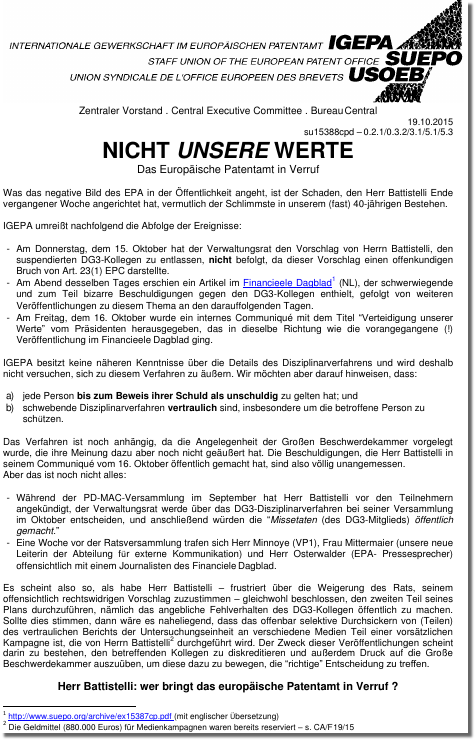 INTERNATIONALE GEWERKSCHAFT IM EUROPÄISCHEN PATENTAMT IGEPA
STAFF UNION OF THE EUROPEAN PATENT OFFICE SUEPO
UNION SYNDICALE DE L'OFFICE EUROPEEN DES BREVETS USOEB
Zentraler Vorstand . Central Executive Committee . Bureau Central
19.10.2015
su15388cpd – 0.2.1/0.3.2/3.1/5.1/5.3
NICHT UNSERE WERTE
Das Europäische Patentamt in Verruf
Was das negative Bild des EPA in der Öffentlichkeit angeht, ist der Schaden, den Herr Battistelli Ende
vergangener Woche angerichtet hat, vermutlich der Schlimmste in unserem (fast) 40-jährigen Bestehen.
IGEPA umreißt nachfolgend die Abfolge der Ereignisse:
- Am Donnerstag, dem 15. Oktober hat der Verwaltungsrat den Vorschlag von Herrn Battistelli, den
suspendierten DG3-Kollegen zu entlassen, nicht befolgt, da dieser Vorschlag einen offenkundigen
Bruch von Art. 23(1) EPC darstellte.
- Am Abend desselben Tages erschien ein Artikel im Financieele Dagblad1 (NL), der schwerwiegende
und zum Teil bizarre Beschuldigungen gegen den DG3-Kollegen enthielt, gefolgt von weiteren
Veröffentlichungen zu diesem Thema an den darauffolgenden Tagen.
- Am Freitag, dem 16. Oktober wurde ein internes Communiqué mit dem Titel “Verteidigung unserer
Werte” vom Präsidenten herausgegeben, das in dieselbe Richtung wie die vorangegangene (!)
Veröffentlichung im Financieele Dagblad ging.
IGEPA besitzt keine näheren Kenntnisse über die Details des Disziplinarverfahrens und wird deshalb
nicht versuchen, sich zu diesem Verfahren zu äußern. Wir möchten aber darauf hinweisen, dass:
a) jede Person bis zum Beweis ihrer Schuld als unschuldig zu gelten hat; und
b) schwebende Disziplinarverfahren vertraulich sind, insbesondere um die betroffene Person zu
schützen.
Das Verfahren ist noch anhängig, da die Angelegenheit der Großen Beschwerdekammer vorgelegt
wurde, die ihre Meinung dazu aber noch nicht geäußert hat. Die Beschuldigungen, die Herr Battistelli in
seinem Communiqué vom 16. Oktober öffentlich gemacht hat, sind also völlig unangemessen.
Aber das ist noch nicht alles:
- Während der PD-MAC-Versammlung im September hat Herr Battistelli vor den Teilnehmern
angekündigt, der Verwaltungsrat werde über das DG3-Disziplinarverfahren bei seiner Versammlung
im Oktober entscheiden, und anschließend würden die “Missetaten (des DG3-Mitglieds) öffentlich
gemacht.”
- Eine Woche vor der Ratsversammlung trafen sich Herr Minnoye (VP1), Frau Mittermaier (unsere neue
Leiterin der Abteilung für externe Kommunikation) und Herr Osterwalder (EPA- Pressesprecher)
offensichtlich mit einem Journalisten des Financieele Dagblad.
Es scheint also so, als habe Herr Battistelli – frustriert über die Weigerung des Rats, seinem
offensichtlich rechtswidrigen Vorschlag zuzustimmen – gleichwohl beschlossen, den zweiten Teil seines
Plans durchzuführen, nämlich das angebliche Fehlverhalten des DG3-Kollegen öffentlich zu machen.
Sollte dies stimmen, dann wäre es naheliegend, dass das offenbar selektive Durchsickern von (Teilen)
des vertraulichen Berichts der Untersuchungseinheit an verschiedene Medien Teil einer vorsätzlichen
Kampagne ist, die von Herrn Battistelli2 durchgeführt wird. Der Zweck dieser Veröffentlichungen scheint
darin zu bestehen, den betreffenden Kollegen zu diskreditieren und außerdem Druck auf die Große
Beschwerdekammer auszuüben, um diese dazu zu bewegen, die “richtige” Entscheidung zu treffen.
Herr Battistelli: wer bringt das europäische Patentamt in Verruf ?
1 http://www.suepo.org/archive/ex15387cp.pdf (mit englischer Übersetzung)
2 Die Geldmittel (880.000 Euros) für Medienkampagnen waren bereits reserviert – s. CA/F19/15